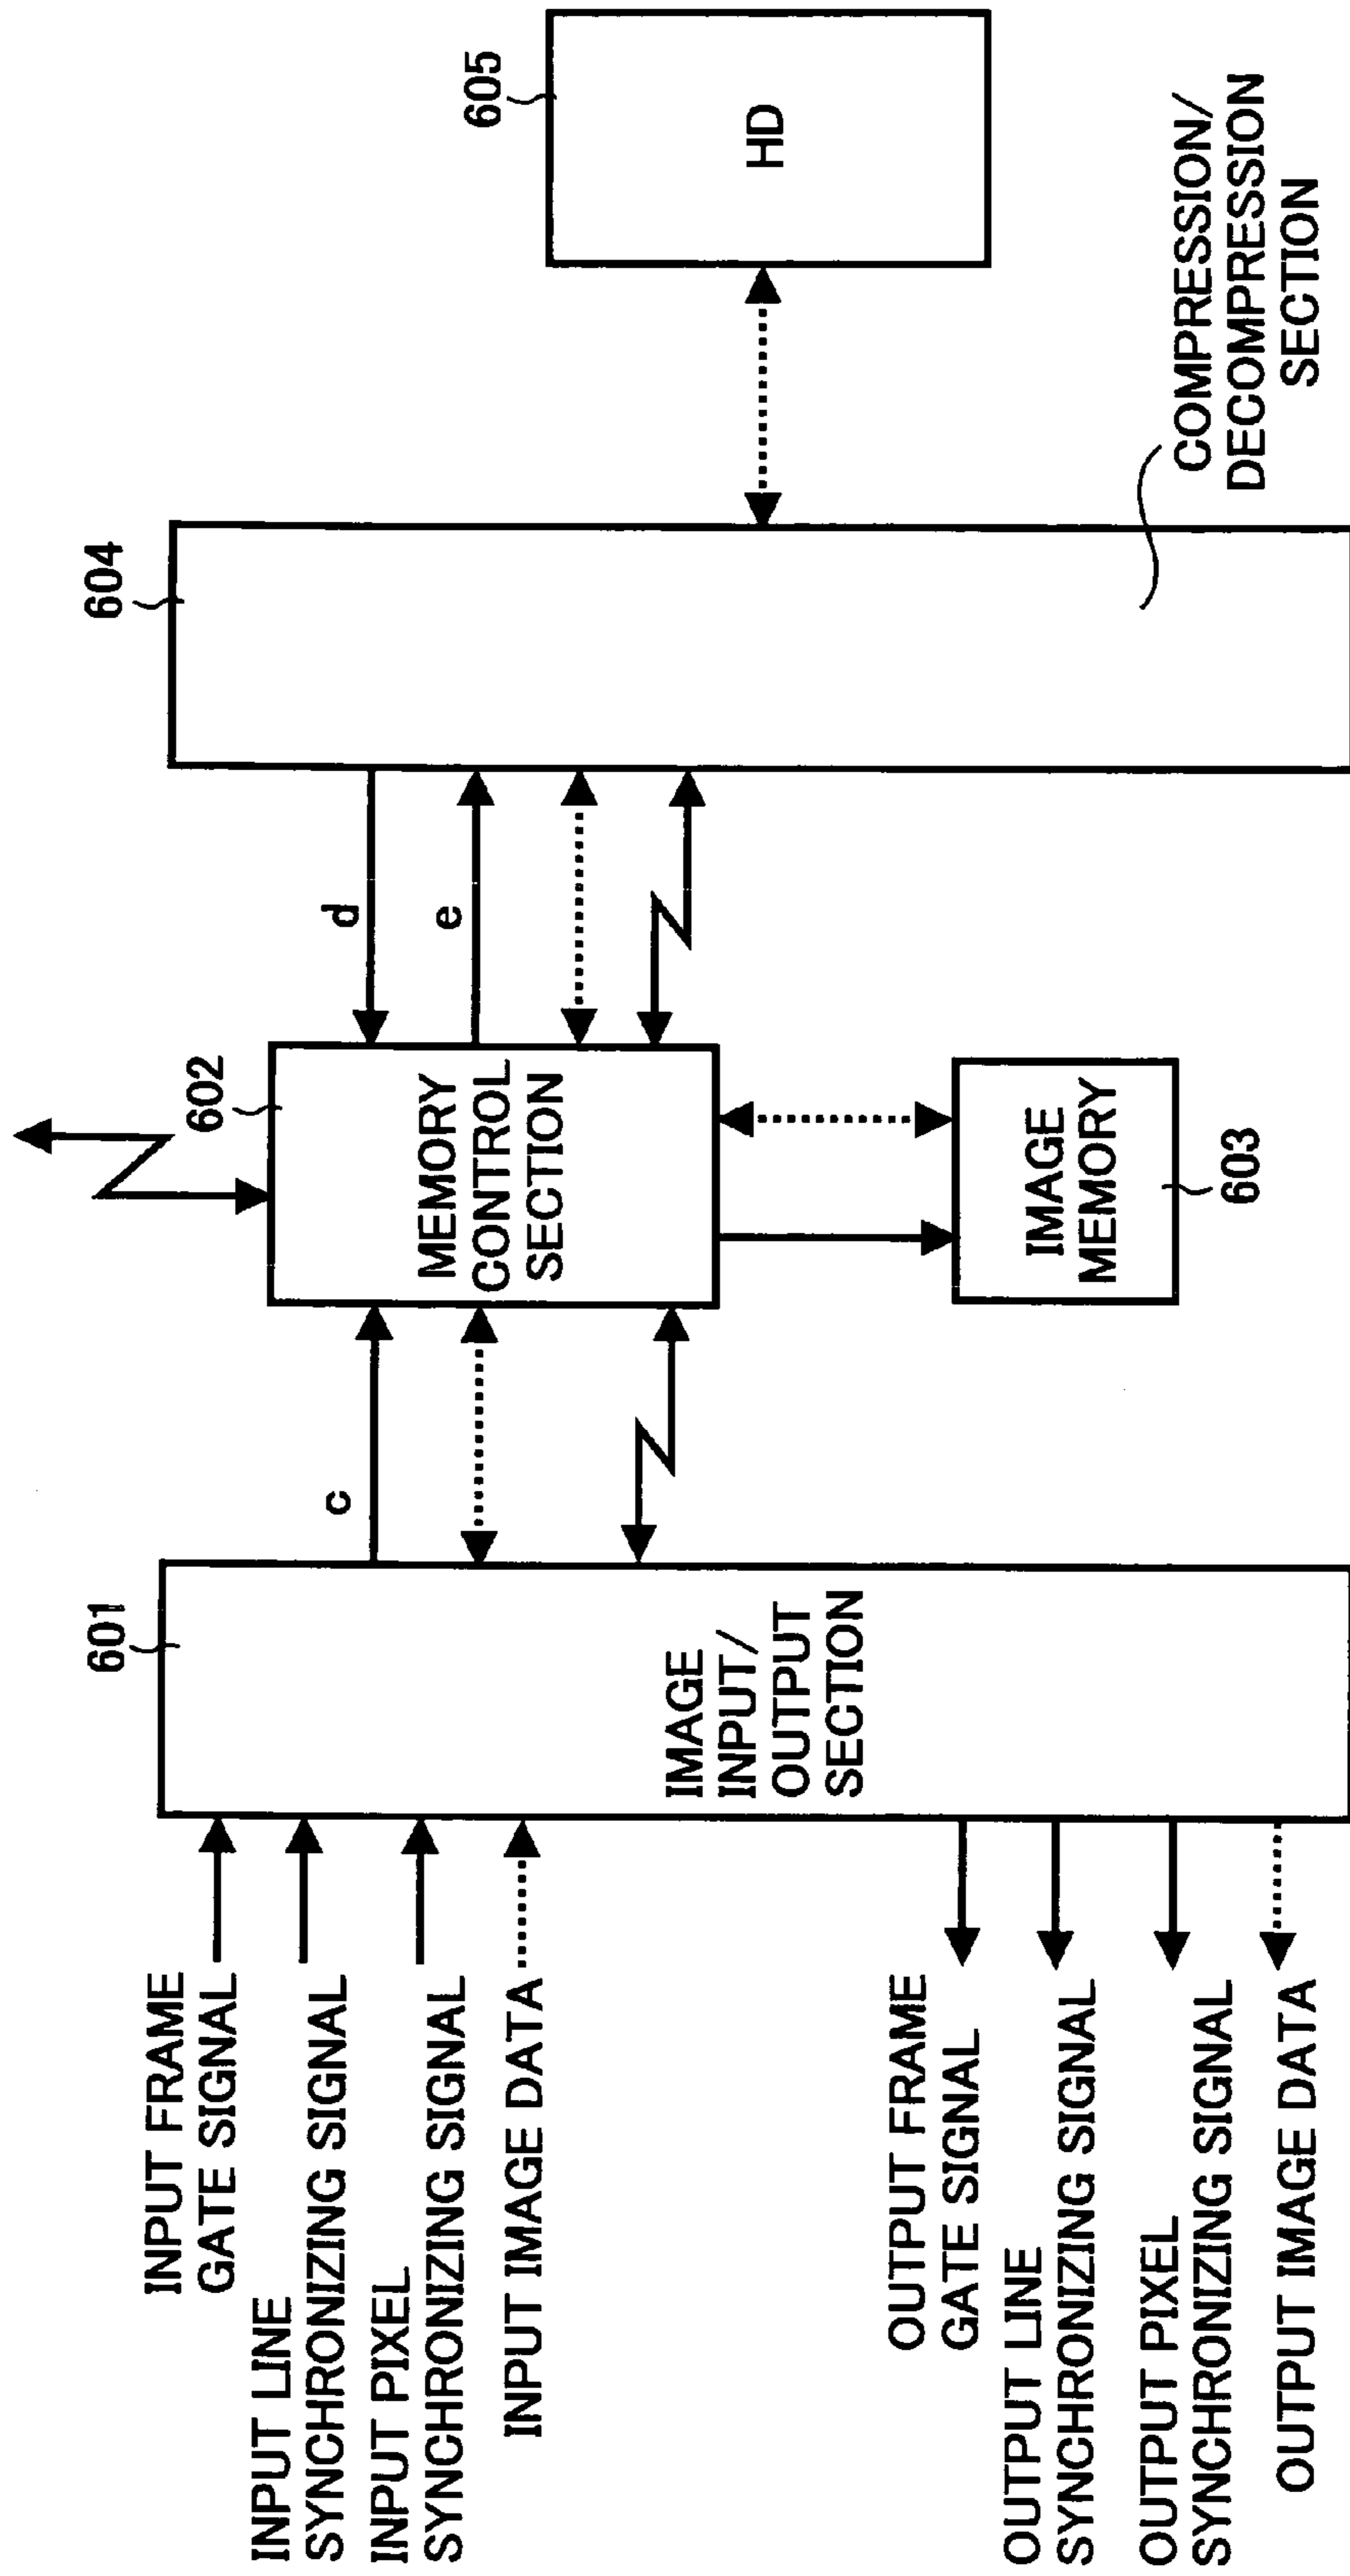 INPUT FRAME
GATE SIGNAL
INPUT LINE
SYNCHRONIZING SIGNAL
INPUT PIXEL
SYNCHRONIZING SIGNAL
INPUT IMAGE DATA
OUTPUT FRAME
GATE SIGNAL
OUTPUT LINE
SYNCHRONIZING SIGNAL
OUTPUT PIXEL
SYNCHRONIZING SIGNAL
OUTPUT IMAGE DATA
601
IMAGE
INPUT/
OUTPUT
SECTION
c
602
MEMORY
CONTROL
SECTION
IMAGE
MEMORY
603
d
e
604
COMPRESSION/
DECOMPRESSION
SECTION
605
HD